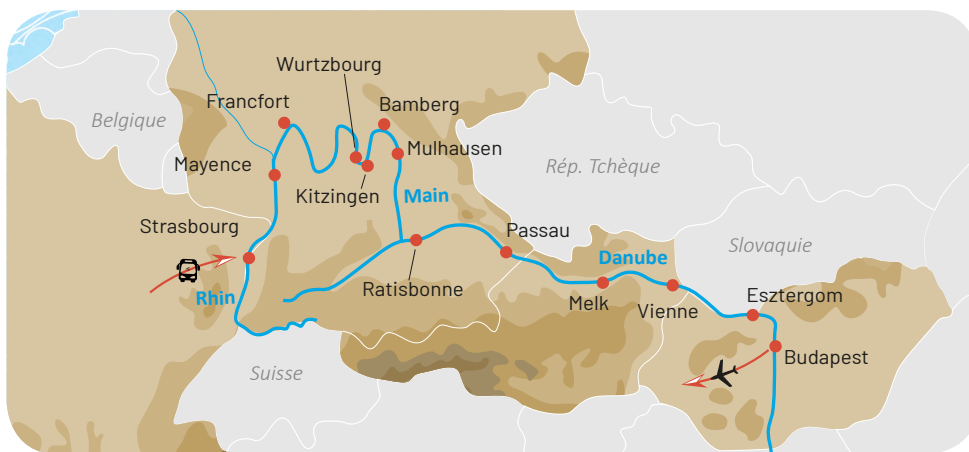 Wurtzbourg
Francfort
Bamberg
Belgique
Mulhausen
Mayence
Rép. Tchèque
Kitzingen
Main
Strasbourg
Passau
Slovaquie
Danube
Ratisbonne
Rhin
Melk
Vienne
Esztergom
Budapest
Suisse